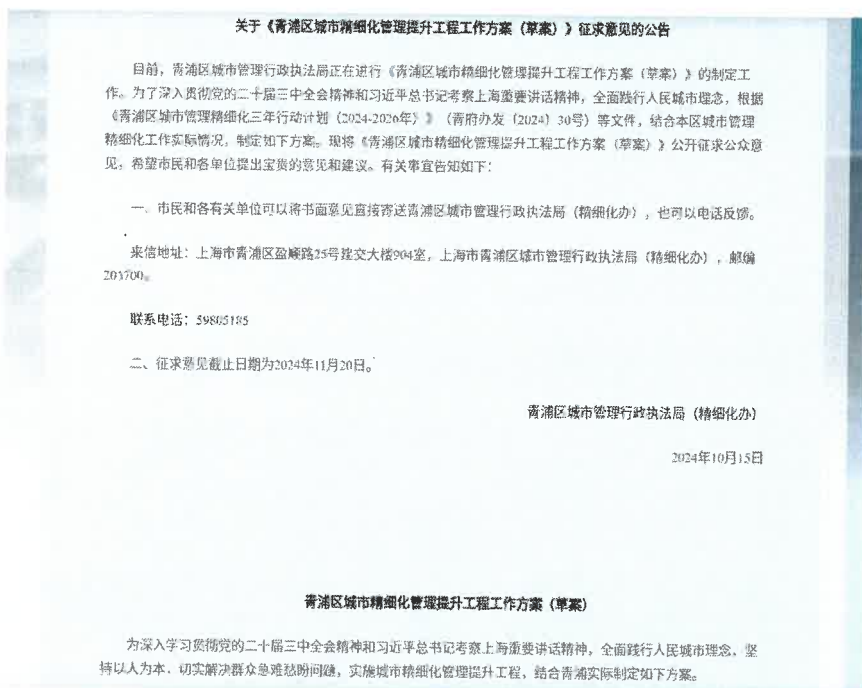 关于《青浦区城市精细化管理提升工程工作方案（草案）》征求意见的公告
目前，青浦区城市管理行政执法局正在进行《青浦区城市精细化管理提升工程工作方案（草案）》的制定工
作。为了深入贯彻党的二十届三中全会精神和习近平总书记考察上海重要讲话精神，全面践行人民城市理念，根据
《青浦区城市管理精细化三年行动计划（2024-2026年）》（青府办发〔2024〕30号）等文件，结合本区城市管理
精细化工作实际情况，制定如下方案。现将《青浦区城市精细化管理提升工程工作方案（草案）》公开征求公众意
见，希望市民和各单位提出宝贵的意见和建议。有关事宜告知如下：
一、市民和各有关单位可以将书面意见直接寄送青浦区城市管理行政执法局（精细化办），也可以电话反馈。
来信地址：上海市青浦区盈顺路25号建交大楼904室，上海市青浦区城市管理行政执法局（精细化办），邮编
201700。
联系电话：59805185
二、征求意见截止日期为2024年11月20日。
青浦区城市管理行政执法局（精细化办）
2024年10月15日
青浦区城市精细化管理提升工程工作方案（草案）
为深入学习贯彻党的二十届三中全会精神和习近平总书记考察上海重要讲话精神，全面践行人民城市理念，坚
持以人为本，切实解决群众急难愁盼问题，实施城市精细化管理提升工程，结合青浦实际制定如下方案。